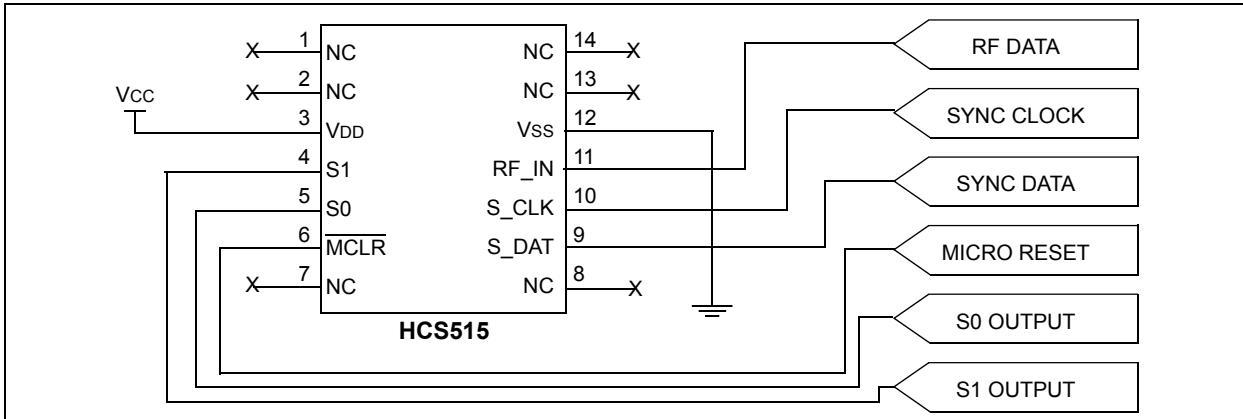 1 NC
2 NC
VCC
3 VDD
4 S1
5 S0
6 MCLR
7 NC
14 NC
13 NC
12 VSS
11 RF_IN
10 S_CLK
9 S_DAT
8 NC
X
X
X
X
X
X
HCS515
RF DATA
SYNC CLOCK
SYNC DATA
MICRO RESET
S0 OUTPUT
S1 OUTPUT